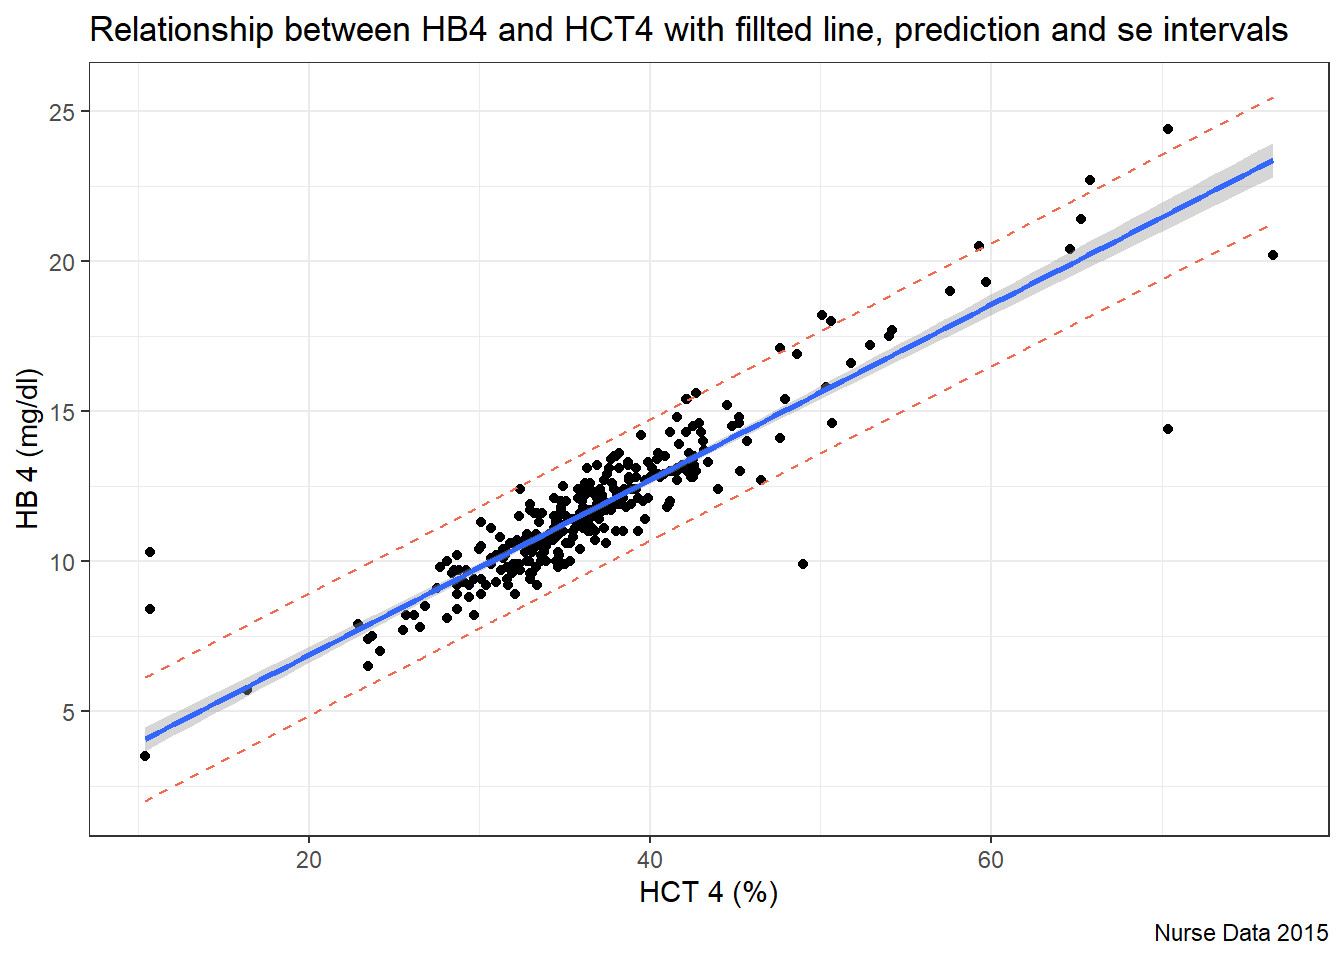 Relationship between HB4 and HCT4 with fillted line, prediction and se intervals
25
20
15
10
5
HB 4 (mg/dl)
20 40 60
HCT 4 (%)
Nurse Data 2015